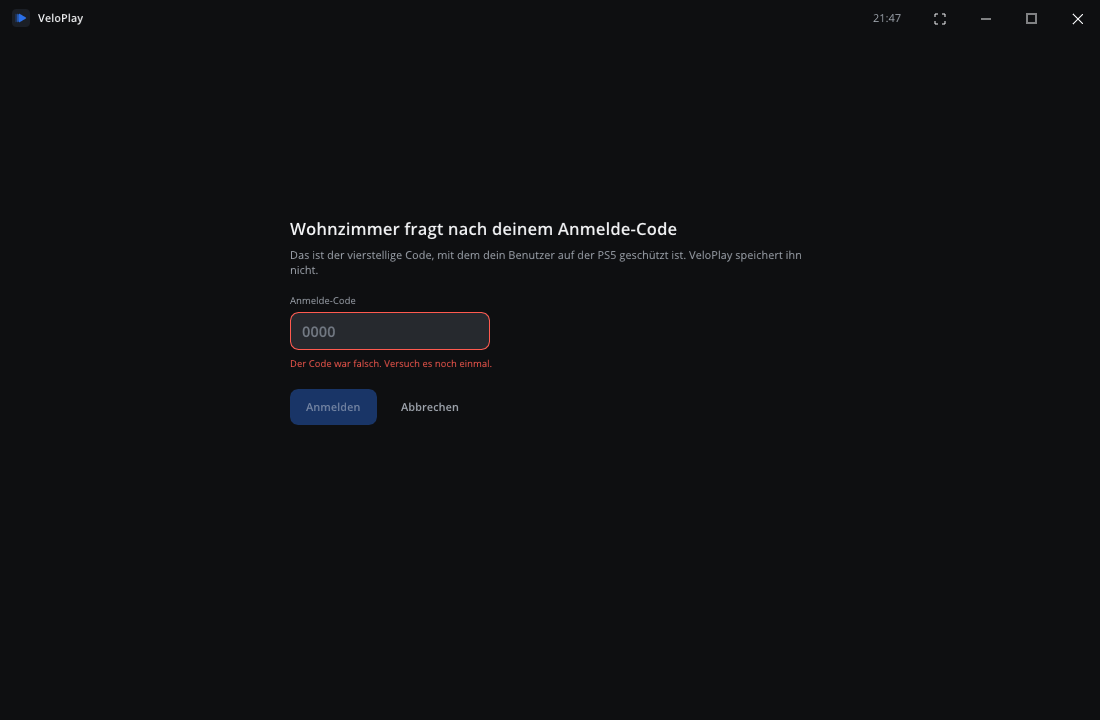 VeloPlay
21:47
Wohnzimmer fragt nach deinem Anmelde-Code
Das ist der vierstellige Code, mit dem dein Benutzer auf der PS5 geschützt ist. VeloPlay speichert ihn
nicht.
Anmelde-Code
0000
Der Code war falsch. Versuch es noch einmal.
Anmelden
Abbrechen